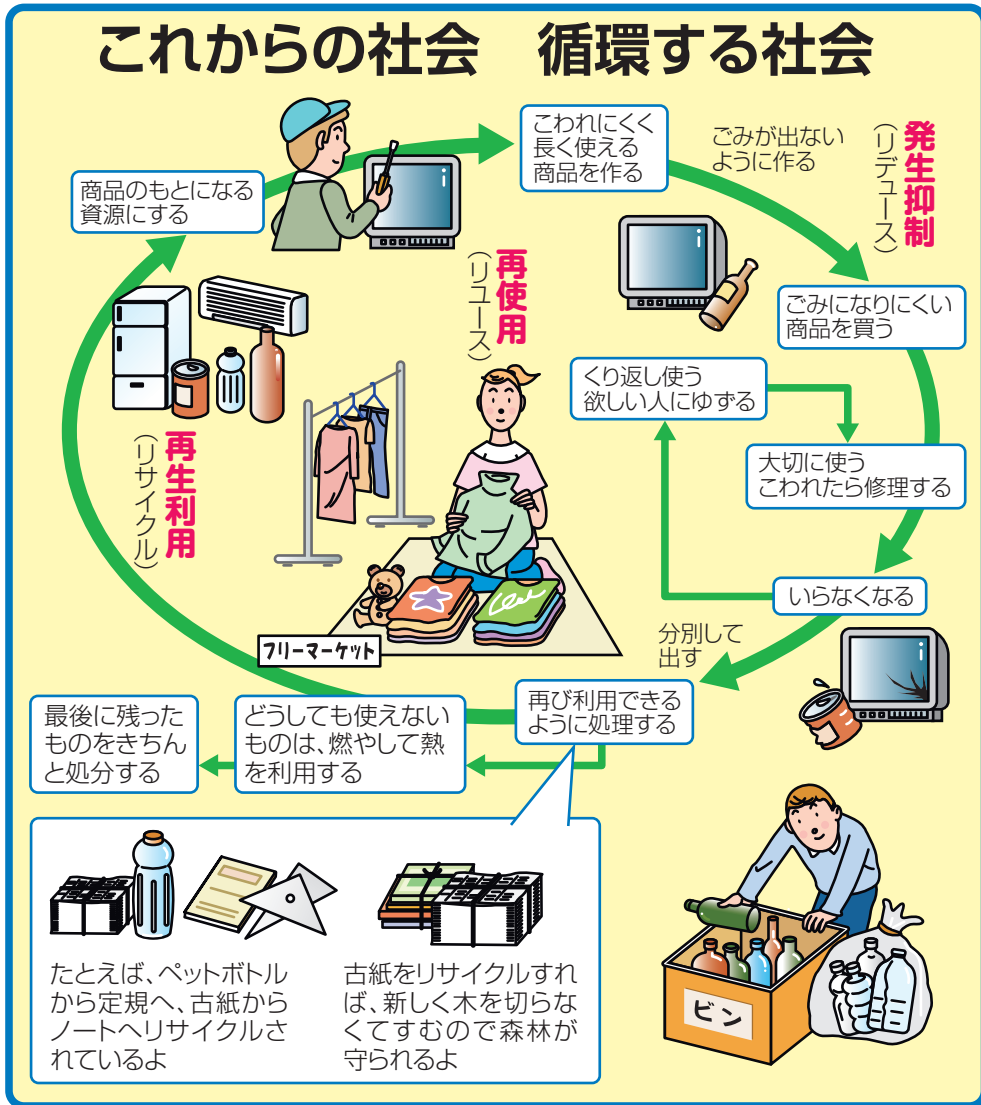 これからの社会　循環する社会
こわれにくく
長く使える
商品を作る
ごみが出ない
ように作る
発生抑制
（リデュース）
商品のもとになる
資源にする
再使用
（リユース）
ごみになりにくい
商品を買う
くり返し使う
欲しい人にゆずる
大切に使う
こわれたら修理する
再生利用
（リサイクル）
いらなくなる
フリーマーケット
分別して
出す
再び利用できる
ように処理する
どうしても使えない
ものは、燃やして熱
を利用する
最後に残った
ものをきちん
と処分する
たとえば、ペットボトル
から定規へ、古紙から
ノートへリサイクルさ
れているよ
古紙をリサイクルすれ
ば、新しく木を切らな
くてすむので森林が
守られるよ
ビン